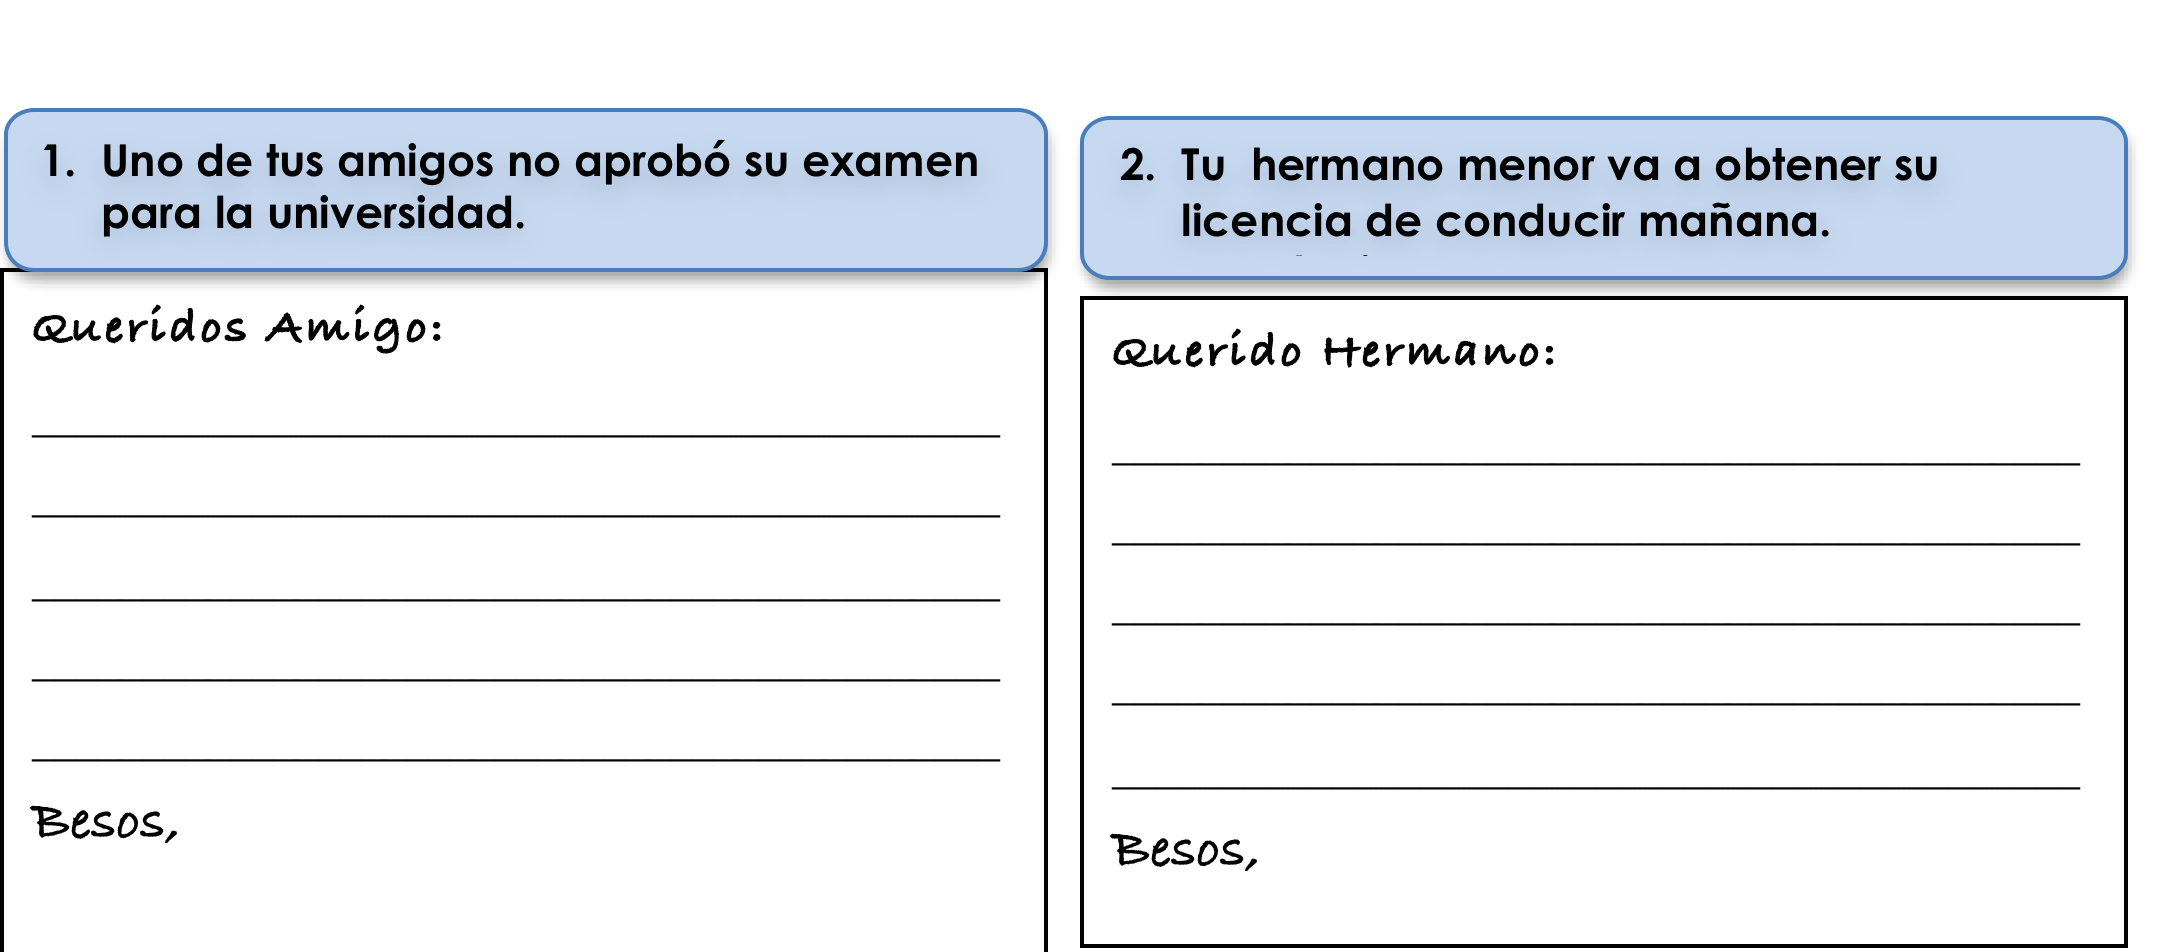 1. Uno de tus amigos no aprobó su examen
para la universidad.
Queridos Amigo:
Besos,
2. Tu hermano menor va a obtener su
licencia de conducir mañana.
Querido Hermano:
Besos,